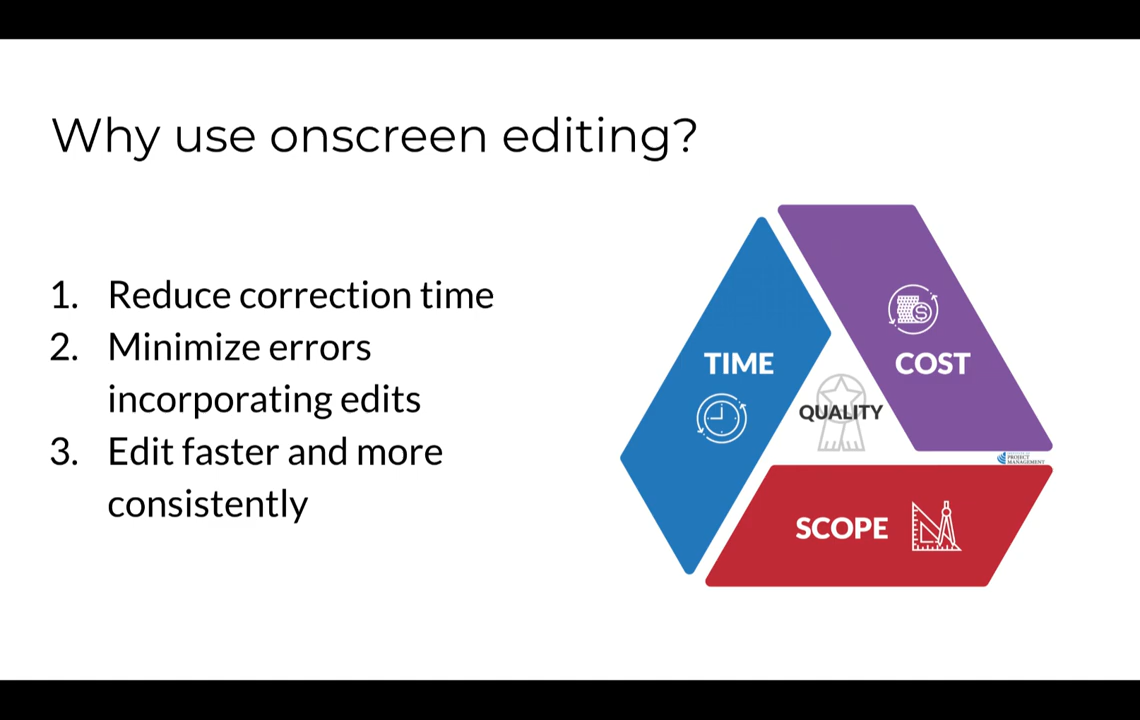 Why use onscreen editing?
1. Reduce correction time
2. Minimize errors
incorporating edits
3. Edit faster and more
consistently
TIME
COST
QUALITY
PROJECT
MANAGEMENT
SCOPE